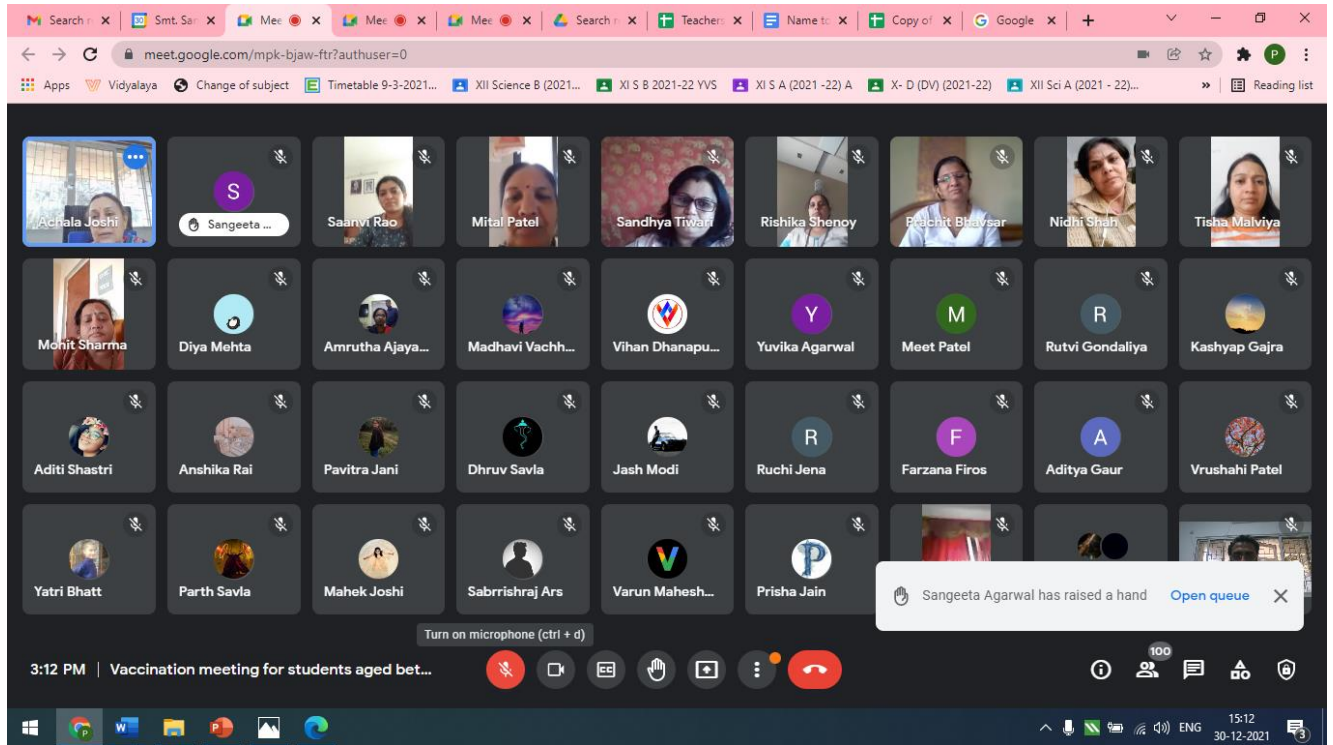 Search r
Smt. Sar
Mee
Mee
Mee
Search r
Teachers
Name to
Copy of
Google
meet.google.com/mpk-bjaw-ftr?authuser=0
P
Apps
Vidyalaya
Change of subject
Timetable 9-3-2021...
XII Science B (2021...
XI S B 2021-22 YVS
XI S A (2021 -22) A
X- D (DV) (2021-22)
XII Sci A (2021 - 22)...
»
Reading list
Achala Joshi
S
Sangeeta ...
Saanvi Rao
Mital Patel
Sandhya Tiwari
Rishika Shenoy
Prachit Bhavsar
Nidhi Shah
Tisha Malviya
Mohit Sharma
Diya Mehta
Amrutha Ajaya...
Madhavi Vachh...
Vihan Dhanapu...
Y
Yuvika Agarwal
M
Meet Patel
R
Rutvi Gondaliya
Kashyap Gajra
Aditi Shastri
Anshika Rai
Pavitra Jani
Dhruv Savla
Jash Modi
R
Ruchi Jena
F
Farzana Firos
A
Aditya Gaur
Vrushahi Patel
Yatri Bhatt
Parth Savla
Mahek Joshi
Sabrrishraj Ars
V
Varun Mahesh...
P
Prisha Jain
Sangeeta Agarwal has raised a hand
Open queue
Turn on microphone (ctrl + d)
3:12 PM | Vaccination meeting for students aged bet...
CC
100
W
P
ENG
15:12
30-12-2021
3